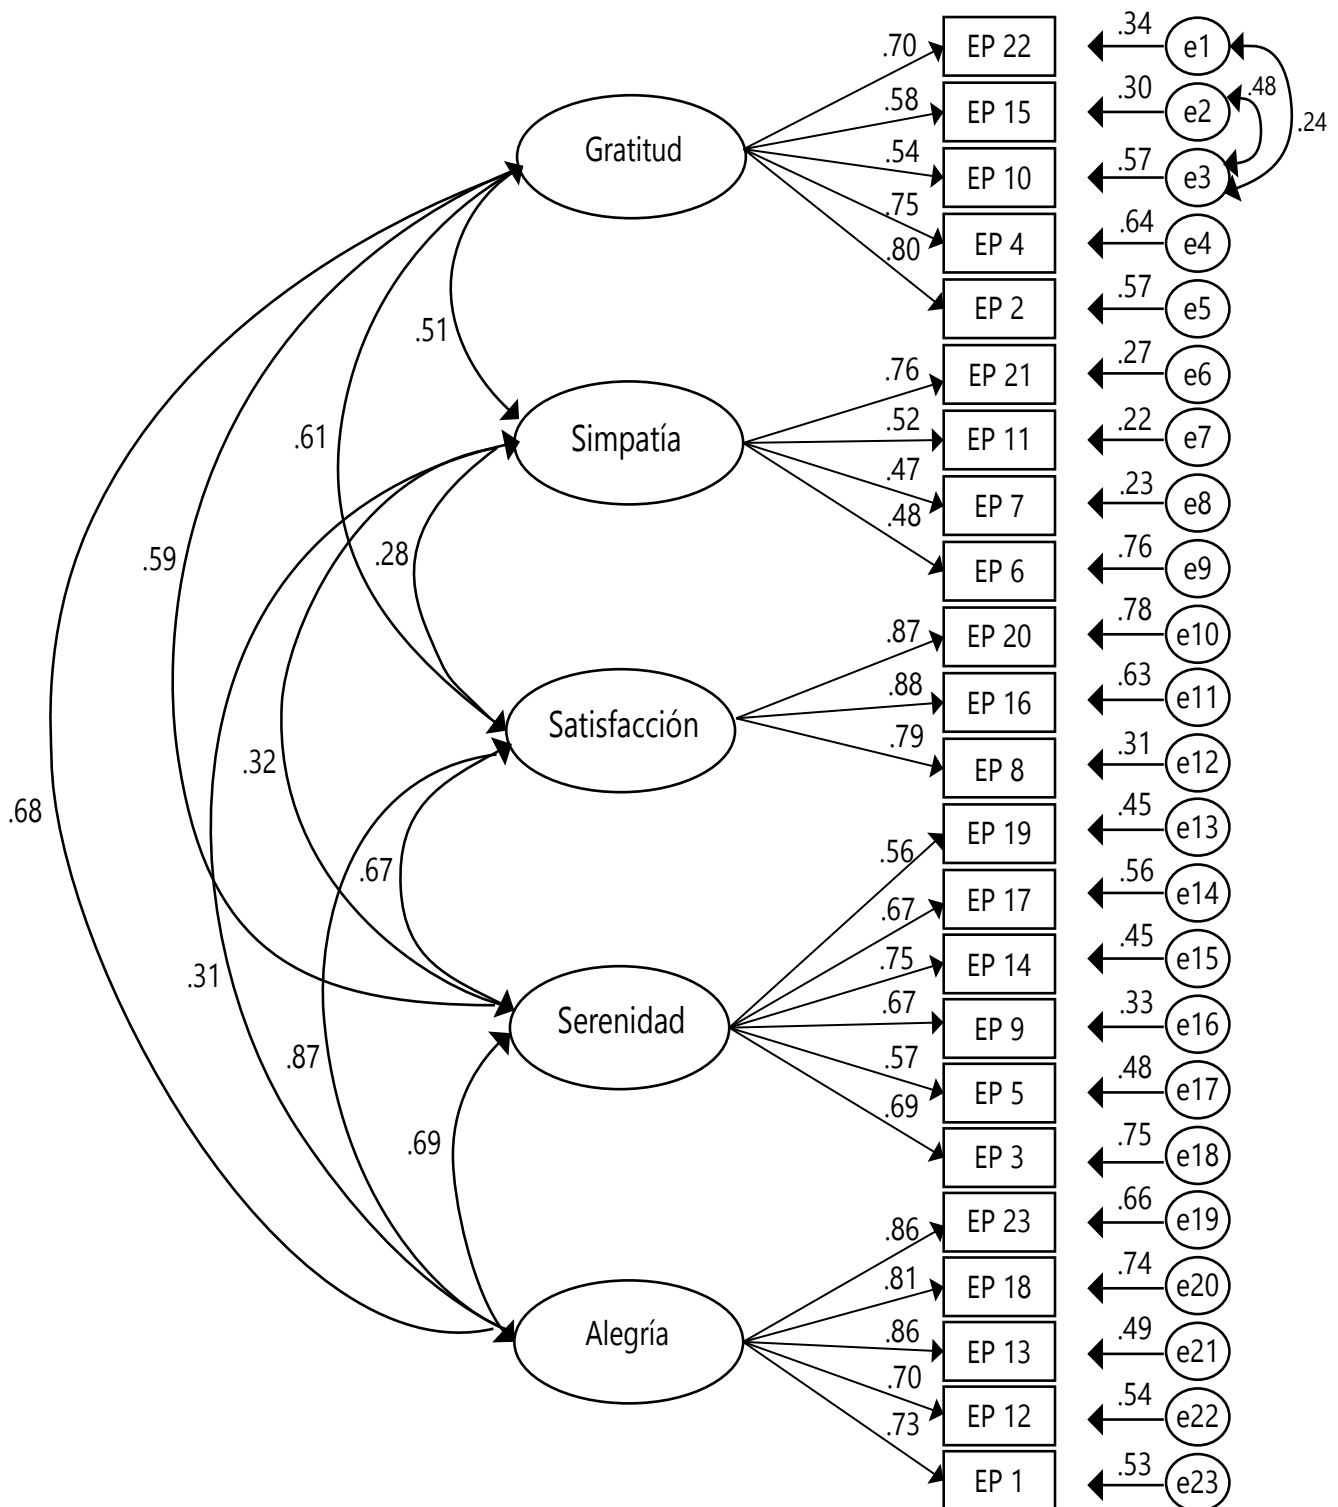 .70 EP 22 .34 e1
.58 EP 15 .30 e2 .48
.24
Gratitud .54 EP 10 .57 e3
.75 EP 4 .64 e4
.80 EP 2 .57 e5
.51
.76 EP 21 .27 e6
.61 Simpatía .52 EP 11 .22 e7
.47 EP 7 .23 e8
.59 .28 .48 EP 6 .76 e9
.87 EP 20 .78 e10
.88 EP 16 .63 e11
Satisfacción
.32 .79 EP 8 .31 e12
.68 EP 19 .45 e13
.67 .56
.67 EP 17 .56 e14
.31 .75 EP 14 .45 e15
Serenidad .67 EP 9 .33 e16
.87 .57 EP 5 .48 e17
.69 .69 EP 3 .75 e18
.86 EP 23 .66 e19
.81 EP 18 .74 e20
Alegría .86 EP 13 .49 e21
.70 EP 12 .54 e22
.73 EP 1 .53 e23